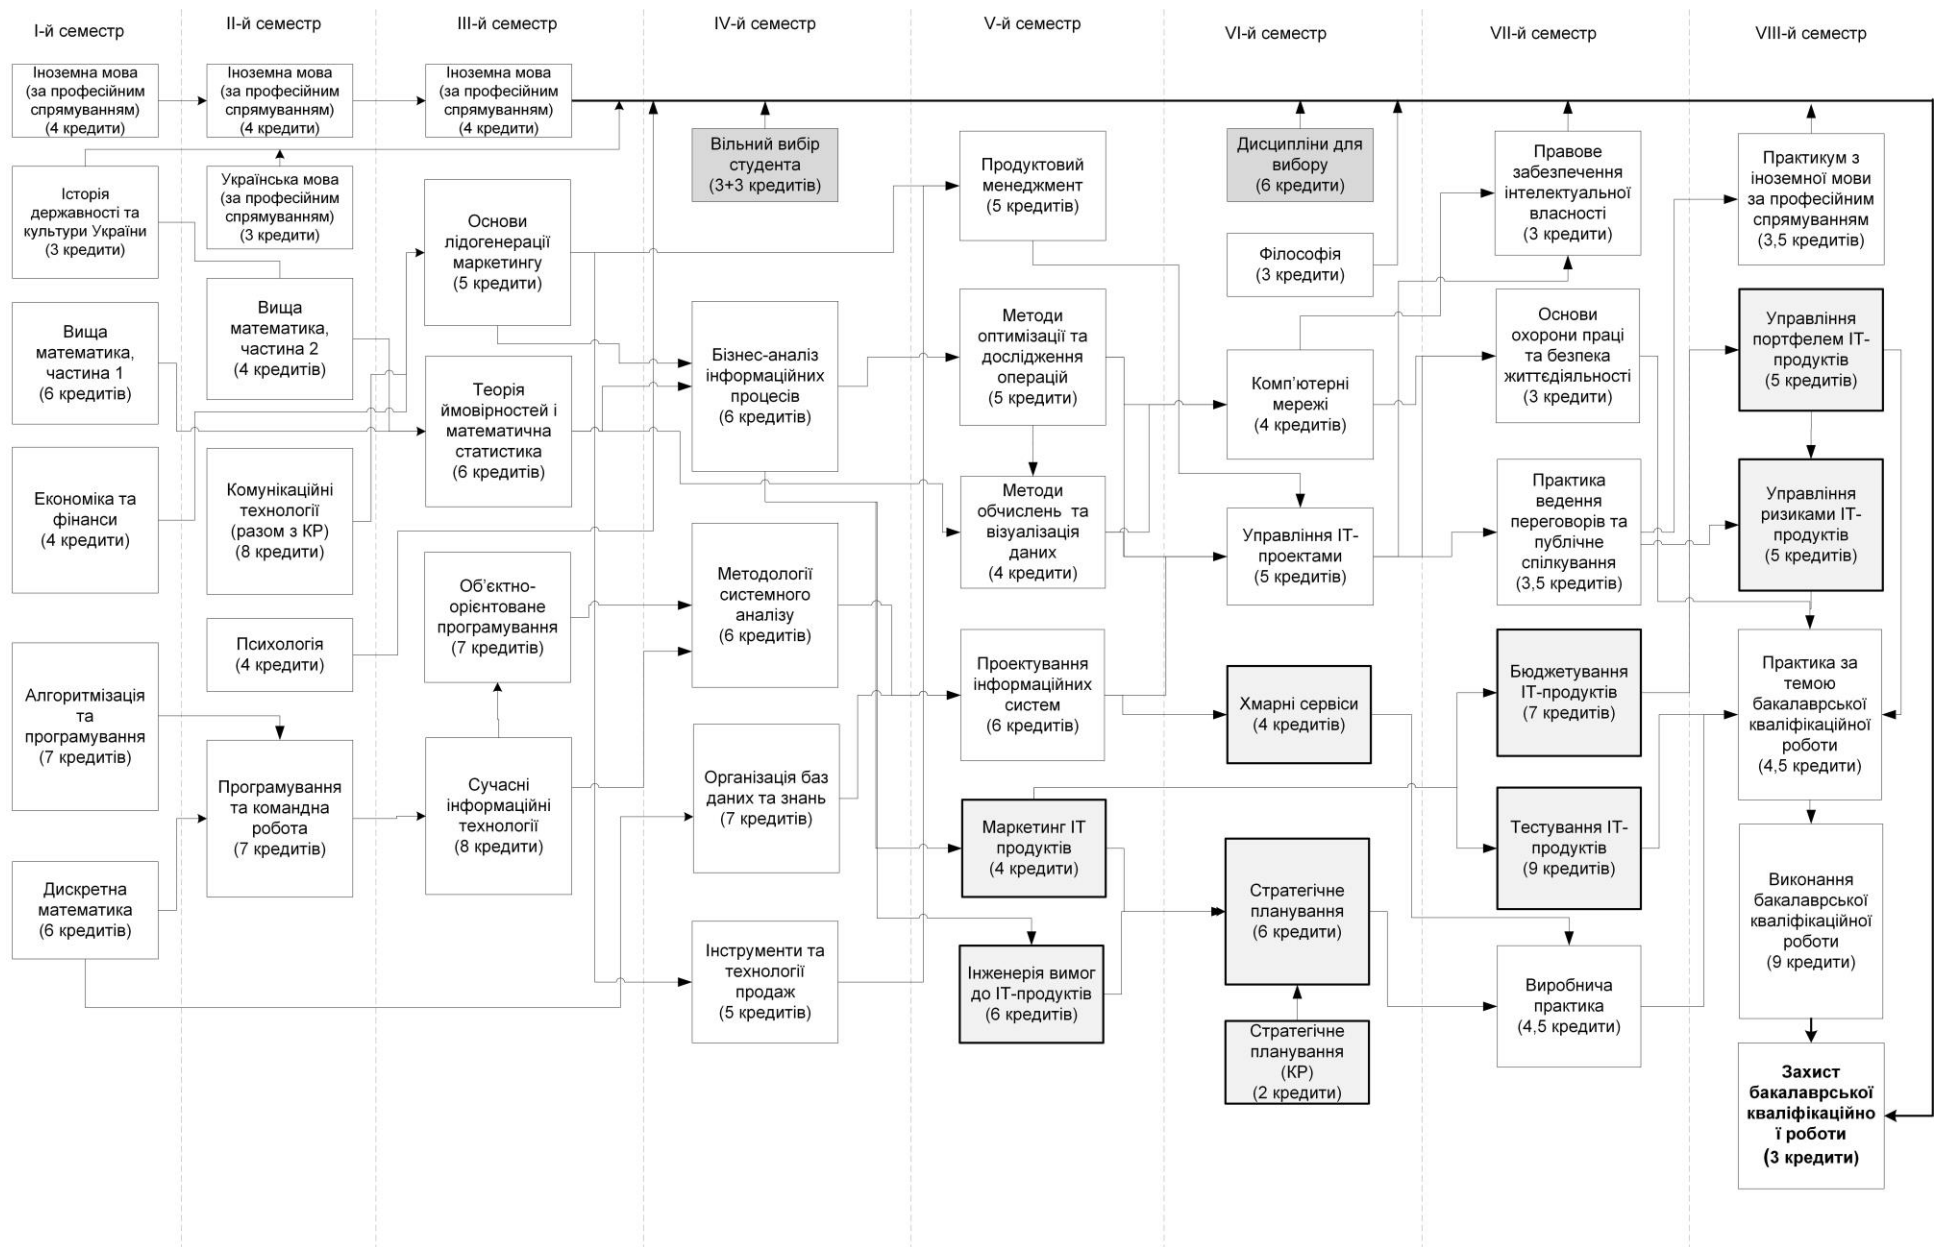 І-й семестр
ІІ-й семестр
ІІІ-й семестр
IV-й семестр
V-й семестр
VI-й семестр
VII-й семестр
VIII-й семестр
Іноземна мова
(за професійним
спрямуванням)
(4 кредити)
Історія
державності та
культури України
(3 кредити)
Вища
математика,
частина 1
(6 кредитів)
Економіка та
фінанси
(4 кредити)
Алгоритмізація
та
програмування
(7 кредитів)
Дискретна
математика
(6 кредитів)
Іноземна мова
(за професійним
спрямуванням)
(4 кредити)
Українська мова
(за професійним
спрямуванням)
(3 кредити)
Вища
математика,
частина 2
(4 кредитів)
Комунікаційні
технології
(разом з КР)
(8 кредити)
Психологія
(4 кредити)
Програмування
та командна
робота
(7 кредитів)
Іноземна мова
(за професійним
спрямуванням)
(4 кредити)
Основи
лідогенерації
маркетингу
(5 кредити)
Теорія
ймовірностей і
математична
статистика
(6 кредитів)
Об’єктно-
орієнтоване
програмування
(7 кредитів)
Сучасні
інформаційні
технології
(8 кредити)
Вільний вибір
студента
(3+3 кредитів)
Бізнес-аналіз
інформаційних
процесів
(6 кредитів)
Методології
системного
аналізу
(6 кредитів)
Організація баз
даних та знань
(7 кредитів)
Інструменти та
технології
продаж
(5 кредитів)
Продуктовий
менеджмент
(5 кредитів)
Методи
оптимізації та
дослідження
операцій
(5 кредити)
Методи
обчислень та
візуалізація
даних
(4 кредити)
Проектування
інформаційних
систем
(6 кредитів)
Маркетинг ІТ
продуктів
(4 кредити)
Інженерія вимог
до ІТ-продуктів
(6 кредитів)
Дисципліни для
вибору
(6 кредити)
Філософія
(3 кредити)
Комп’ютерні
мережі
(4 кредитів)
Управління ІТ-
проектами
(5 кредитів)
Хмарні сервіси
(4 кредитів)
Стратегічне
планування
(6 кредити)
Стратегічне
планування
(КР)
(2 кредити)
Правове
забезпечення
інтелектуальної
власності
(3 кредити)
Основи
охорони праці
та безпека
життєдіяльності
(3 кредити)
Практика
ведення
переговорів та
публічне
спілкування
(3,5 кредитів)
Бюджетування
ІТ-продуктів
(7 кредитів)
Тестування ІТ-
продуктів
(9 кредитів)
Виробнича
практика
(4,5 кредити)
Практикум з
іноземної мови
за професійним
спрямуванням
(3,5 кредитів)
Управління
портфелем ІТ-
продуктів
(5 кредитів)
Управління
ризиками ІТ-
продуктів
(5 кредитів)
Практика за
темою
бакалаврської
кваліфікаційної
роботи
(4,5 кредити)
Виконання
бакалаврської
кваліфікаційної
роботи
(9 кредити)
Захист
бакалаврської
кваліфікаційно
ї роботи
(3 кредити)